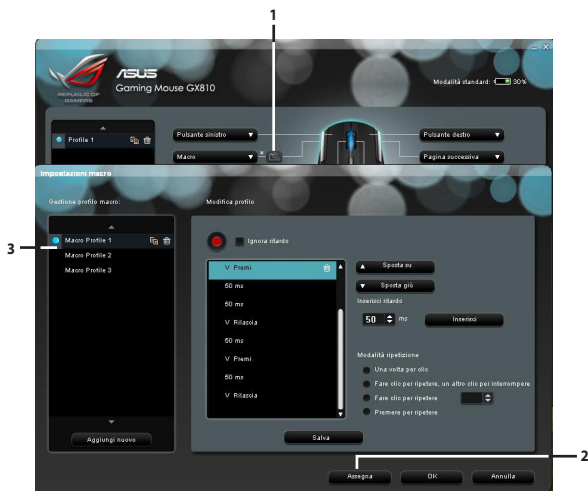 1
REPUBLIC OF
GAMERS
ASUS
Gaming Mouse GX810
Modalità standard: 30%
Profile 1
Pulsante sinistro
Pulsante destro
Macro
Pagina successiva
Impostazioni macro
Gestione profilo macro:
Modifica profilo
3
Macro Profile 1
Macro Profile 2
Macro Profile 3
Aggiungi nuovo
Ignora ritardo
V Premi
50 ms
50 ms
V Rilascia
50 ms
V Premi
50 ms
V Rilascia
Sposta su
Sposta giù
Inserisci ritardo
50 ms
Inserisci
Modalità ripetizione
Una volta per clic
Fare clic per ripetere, un altro clic per interrompere
Fare clic per ripetere
Premere per ripetere
Salva
2
Assegna
OK
Annulla